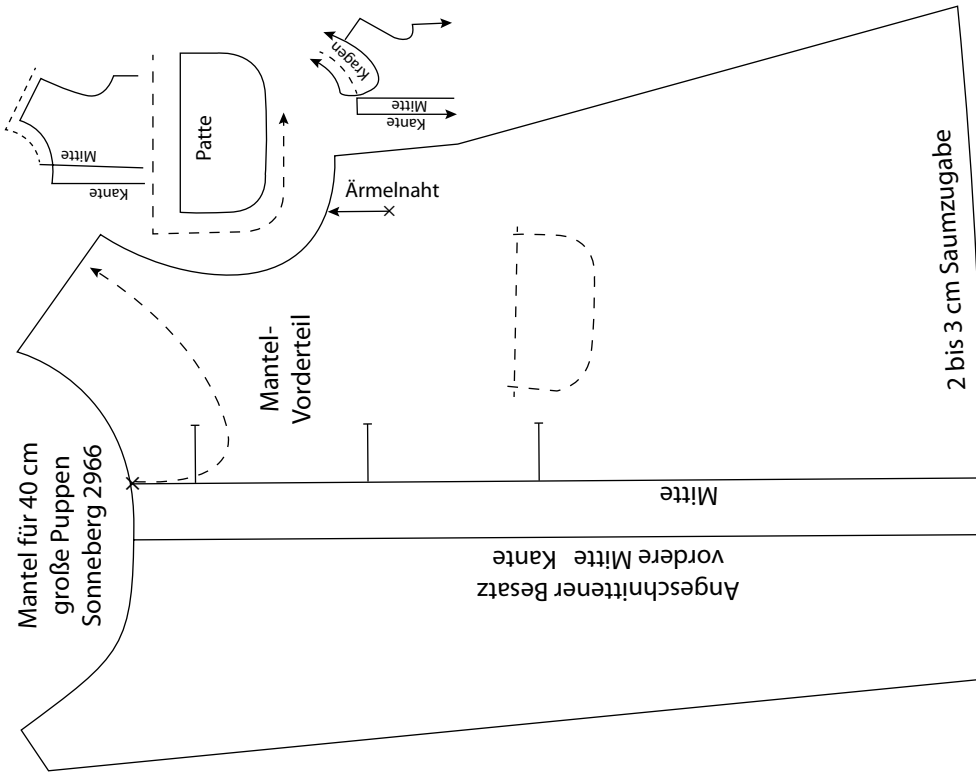 Mantel für 40 cm
große Puppen
Sonneberg 2966
Mitte
Kante
Patte
Kragen
Mitte
Kante
Ärmelnaht
Mantel-
Vorderteil
Mitte
Angeschnittener Besatz
vordere Mitte Kante
2 bis 3 cm Saumzugabe